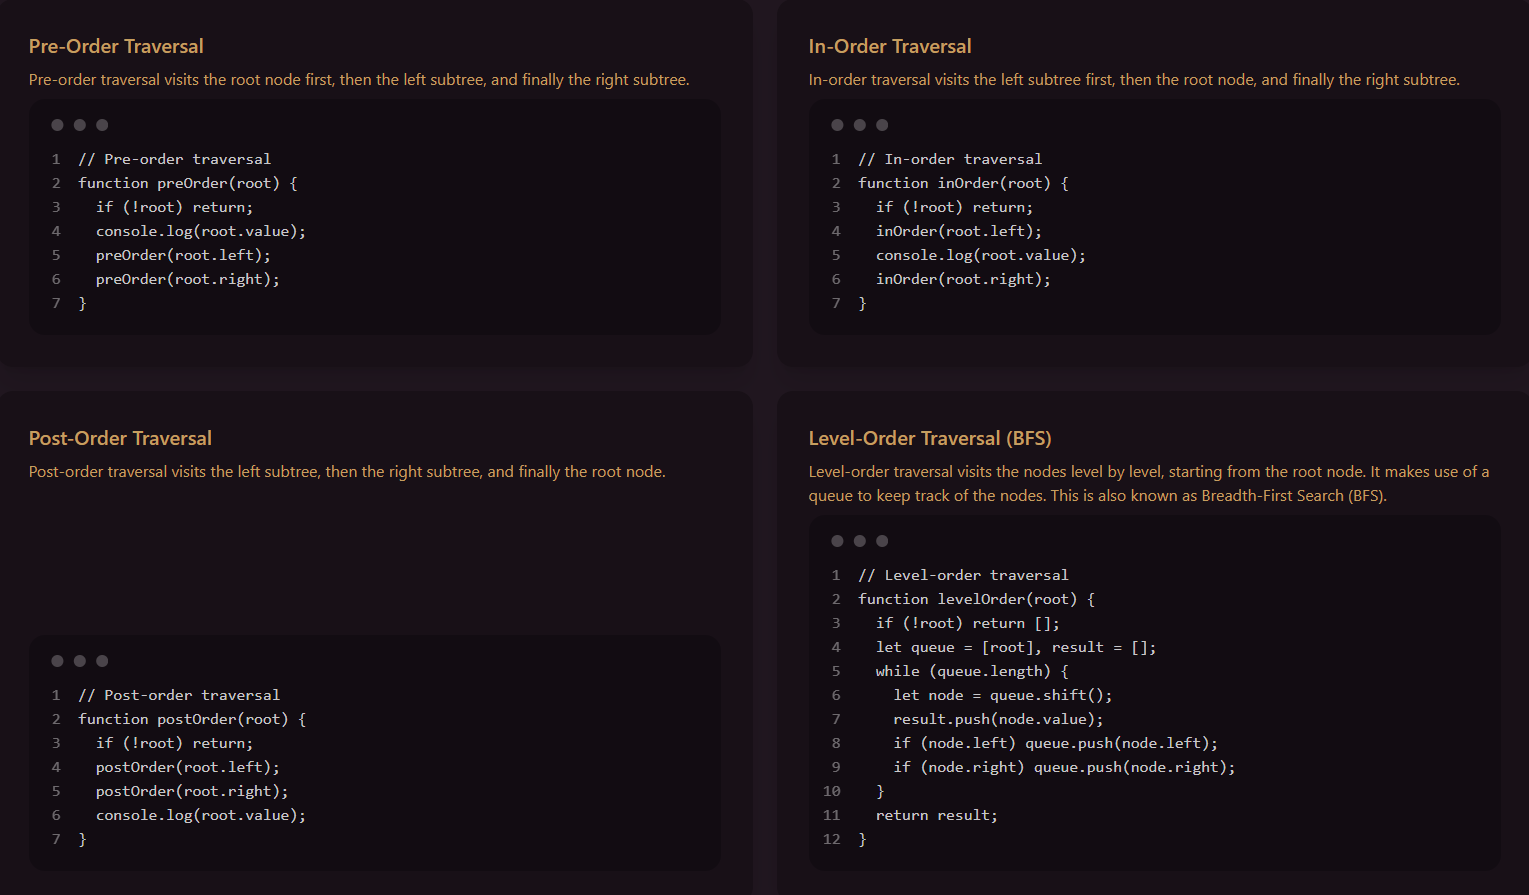 Pre-Order Traversal
Pre-order traversal visits the root node first, then the left subtree, and finally the right subtree.
1 // Pre-order traversal
2 function preOrder(root) {
3   if (!root) return;
4   console.log(root.value);
5   preOrder(root.left);
6   preOrder(root.right);
7 }
In-Order Traversal
In-order traversal visits the left subtree first, then the root node, and finally the right subtree.
1 // In-order traversal
2 function inOrder(root) {
3   if (!root) return;
4   inOrder(root.left);
5   console.log(root.value);
6   inOrder(root.right);
7 }
Post-Order Traversal
Post-order traversal visits the left subtree, then the right subtree, and finally the root node.
1 // Post-order traversal
2 function postOrder(root) {
3   if (!root) return;
4   postOrder(root.left);
5   postOrder(root.right);
6   console.log(root.value);
7 }
Level-Order Traversal (BFS)
Level-order traversal visits the nodes level by level, starting from the root node. It makes use of a
queue to keep track of the nodes. This is also known as Breadth-First Search (BFS).
1 // Level-order traversal
2 function levelOrder(root) {
3   if (!root) return [];
4   let queue = [root], result = [];
5   while (queue.length) {
6     let node = queue.shift();
7     result.push(node.value);
8     if (node.left) queue.push(node.left);
9     if (node.right) queue.push(node.right);
10   }
11   return result;
12 }